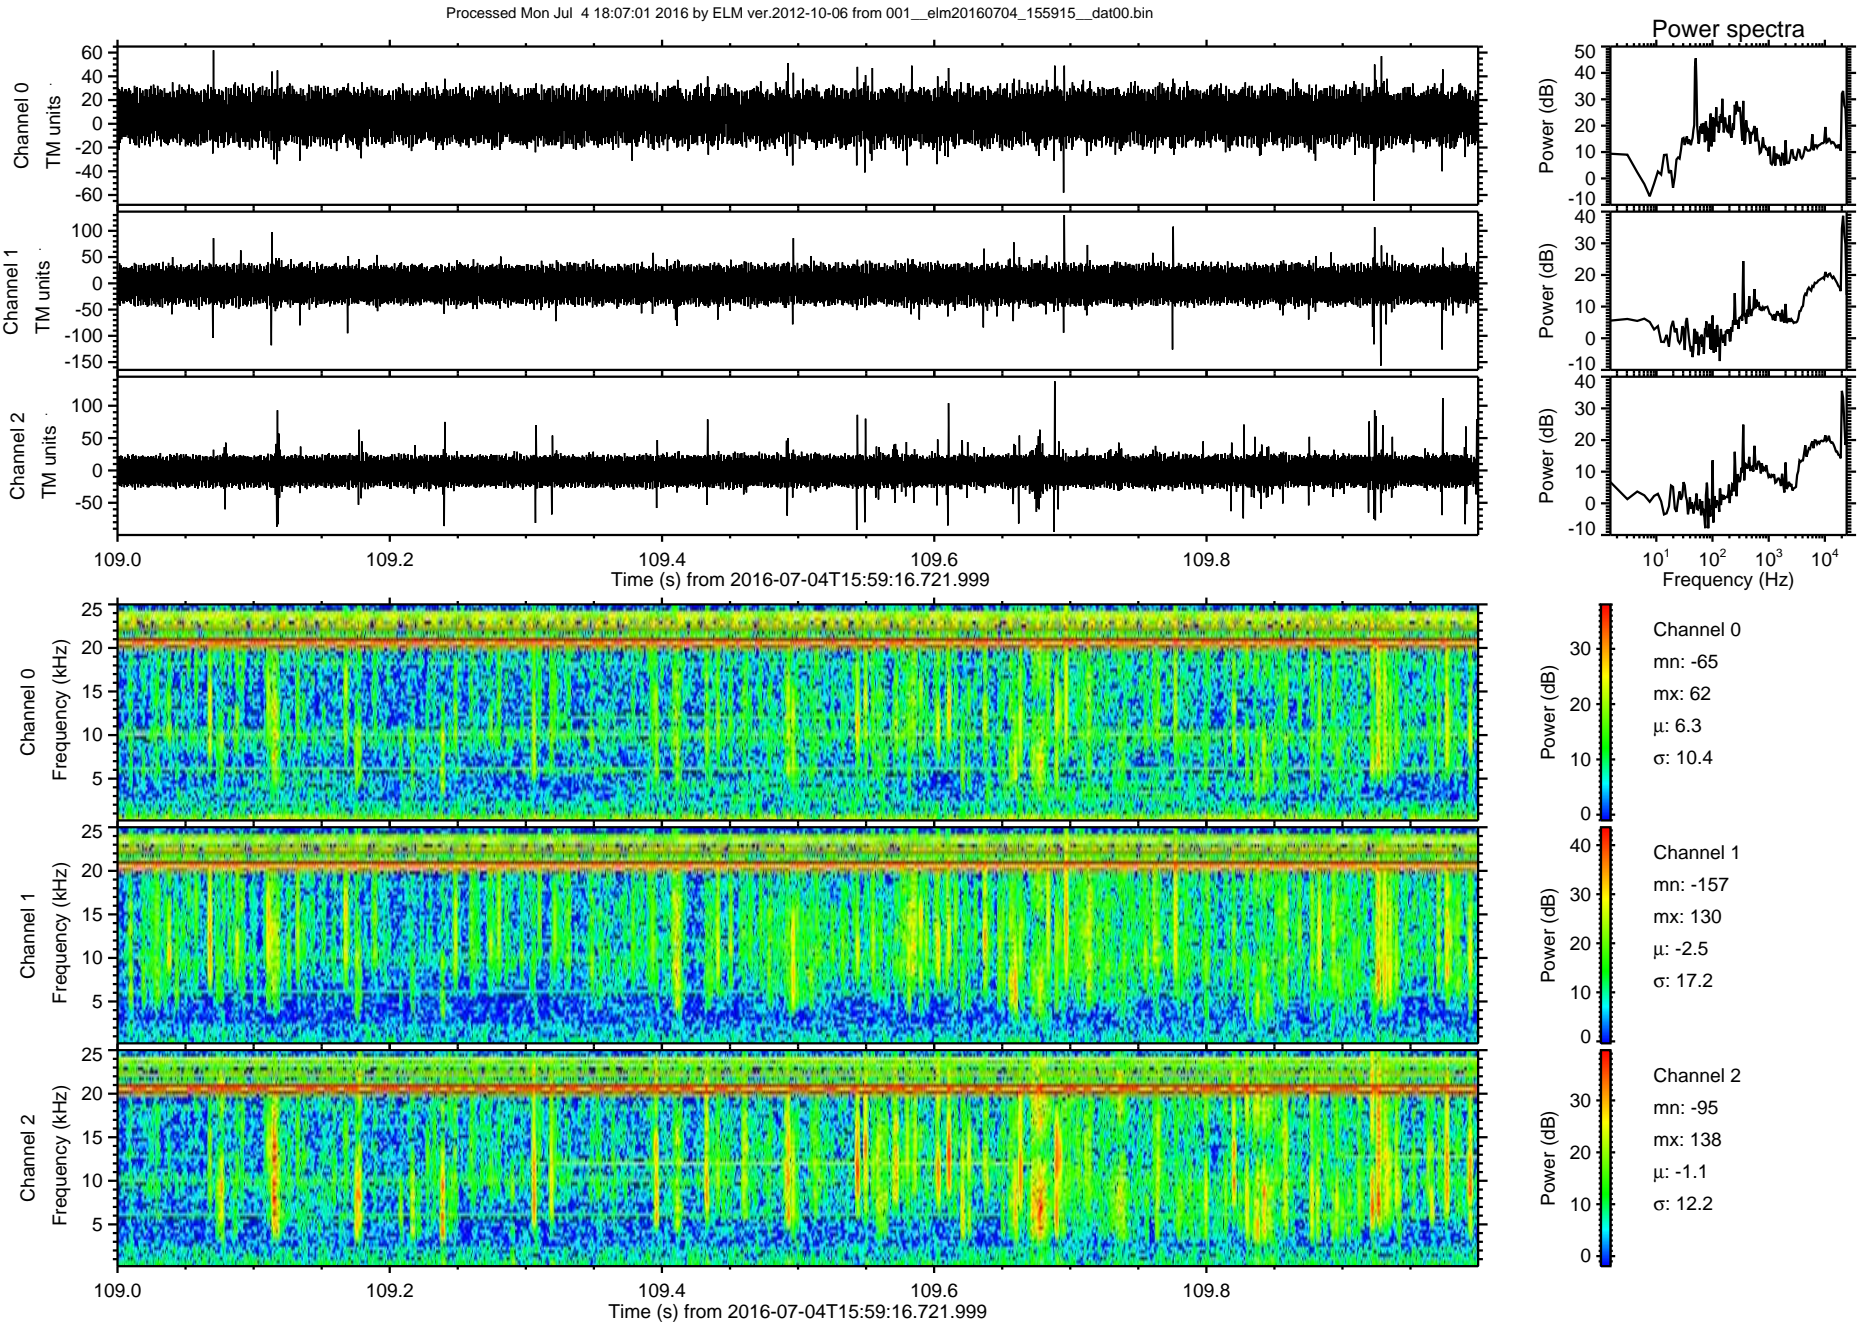 Processed Mon Jul  4 18:07:01 2016 by ELM ver.2012-10-06 from 001__elm20160704_155915__dat00.bin
Power spectra
Channel 0
TM units
60
40
20
0
-20
-40
-60
Power (dB)
50
40
30
20
10
0
-10
Channel 1
TM units
100
50
0
-50
-100
-150
Power (dB)
40
30
20
10
0
-10
Channel 2
TM units
100
50
0
-50
Power (dB)
40
30
20
10
0
-10
109.0 109.2 109.4 109.6 109.8
Time (s) from 2016-07-04T15:59:16.721.999
10¹ 10² 10³ 10⁴
Frequency (Hz)
Channel 0
Frequency (kHz)
25
20
15
10
5
Power (dB)
30
20
10
0
Channel 0
mn: -65
mx: 62
µ: 6.3
σ: 10.4
Channel 1
Frequency (kHz)
25
20
15
10
5
Power (dB)
40
30
20
10
0
Channel 1
mn: -157
mx: 130
µ: -2.5
σ: 17.2
Channel 2
Frequency (kHz)
25
20
15
10
5
Power (dB)
30
20
10
0
Channel 2
mn: -95
mx: 138
µ: -1.1
σ: 12.2
109.0 109.2 109.4 109.6 109.8
Time (s) from 2016-07-04T15:59:16.721.999